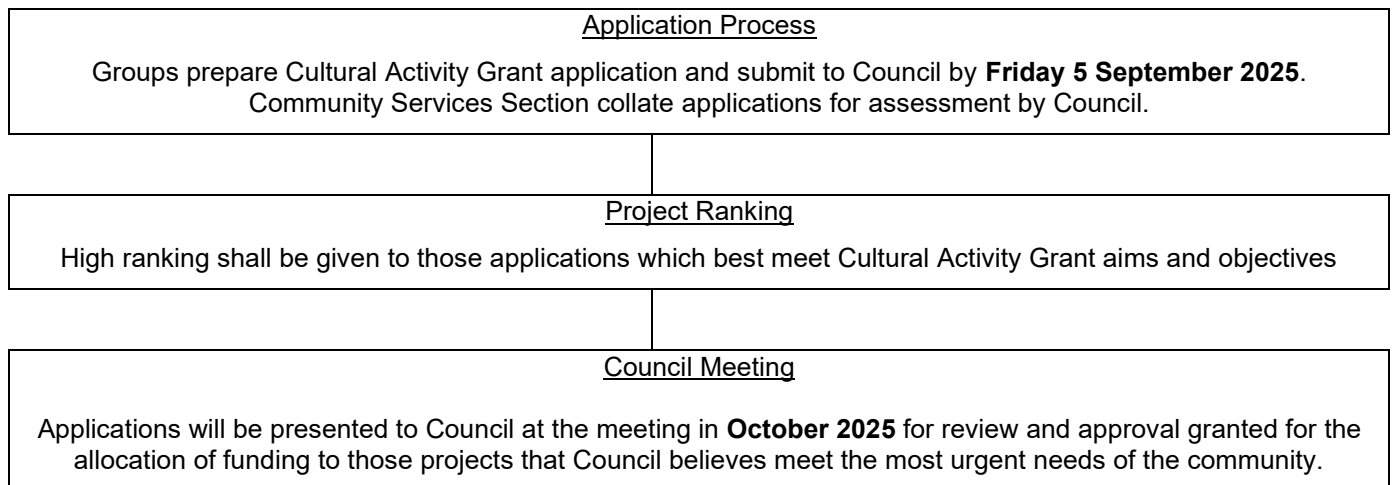 Application Process
Groups prepare Cultural Activity Grant application and submit to Council by Friday 5 September 2025.
Community Services Section collate applications for assessment by Council.
Project Ranking
High ranking shall be given to those applications which best meet Cultural Activity Grant aims and objectives
Council Meeting
Applications will be presented to Council at the meeting in October 2025 for review and approval granted for the
allocation of funding to those projects that Council believes meet the most urgent needs of the community.